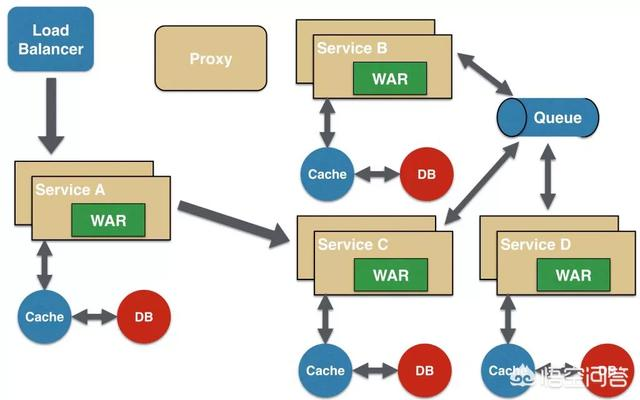 Load
Balancer
Proxy
Service B
WAR
Queue
Cache
DB
Service A
WAR
Cache
DB
Service C
WAR
Cache
DB
Service D
WAR
Cache
DB
悟空问答